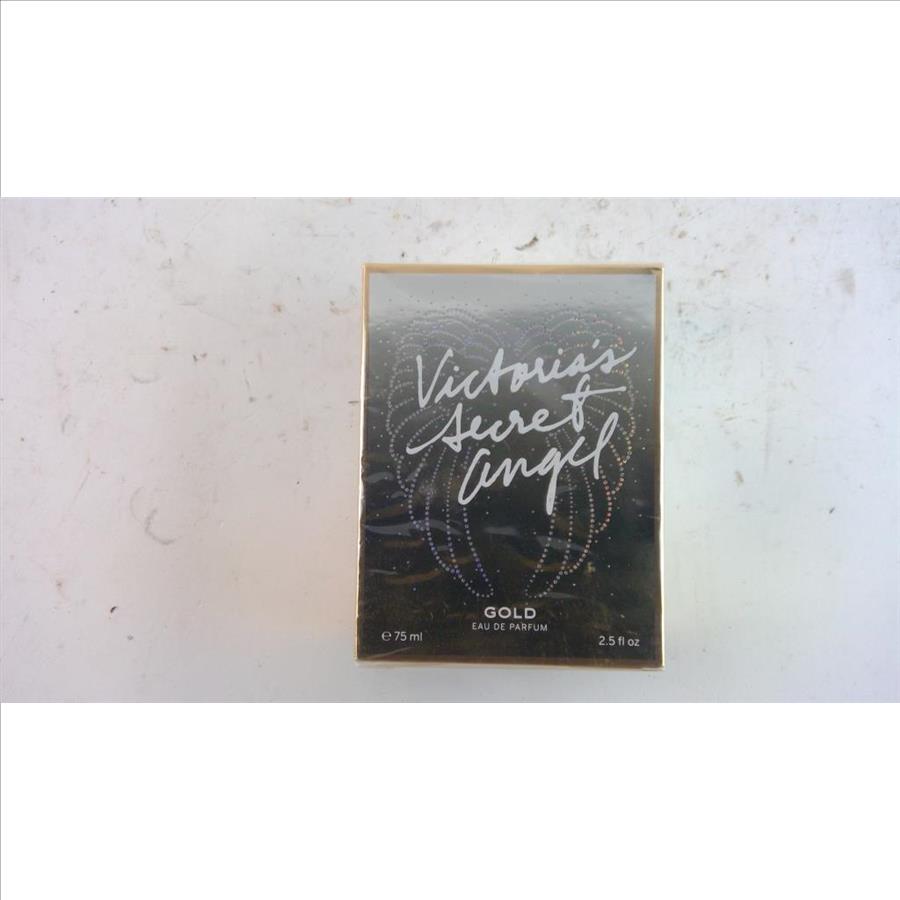 Victoria's
Secret
angel
GOLD
EAU DE PARFUM
℮ 75 ml
2.5 fl oz